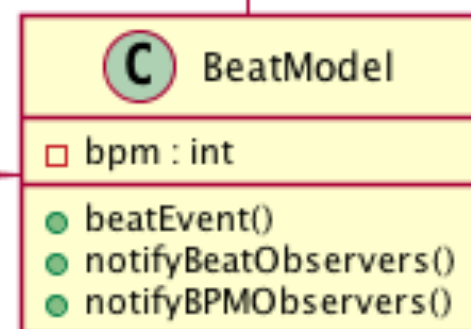 C BeatModel
bpm : int
beatEvent()
notifyBeatObservers()
notifyBPMObservers()